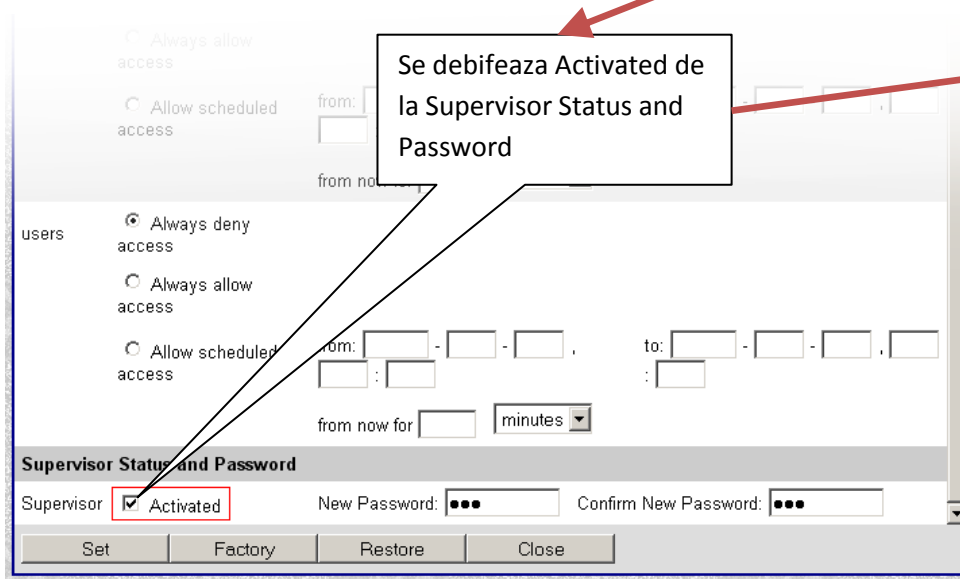 Always allow
access
Se debifeaza Activated de
la Supervisor Status and
Password
Allow scheduled
access
from:
- - ,
from now for
users
Always deny
access
Always allow
access
Allow scheduled
access
from: - - , to: - - ,
: :
from now for minutes
Supervisor Status and Password
Supervisor Activated New Password: ●●● Confirm New Password: ●●●
Set Factory Restore Close